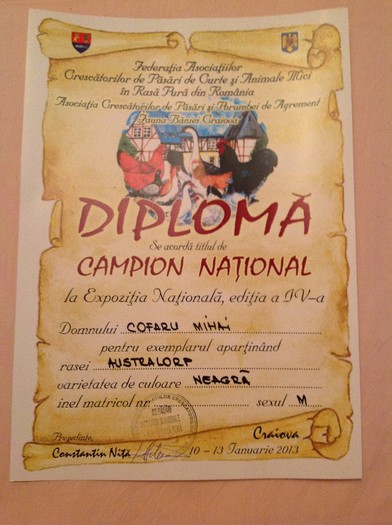 Federația Asociațiilor
Crescătorilor de Păsări de Curte și Animale Mici
în Rasă Pură din România
Asociația Crescătorilor de Păsări și Porumbei de Agrement
Fauna Băniei Craiova
DIPLOMĂ
Se acordă titlul de
CAMPION NAȚIONAL
la Expoziția Națională, ediția a IV-a
Domnului COFARU MIHAI
pentru exemplarul aparținând
rasei AUSTRALORP
varietatea de culoare NEAGRĂ
inel matricol nr. sexul M
Președinte, Craiova
Constantin Niță 10 - 13 Ianuarie 2013